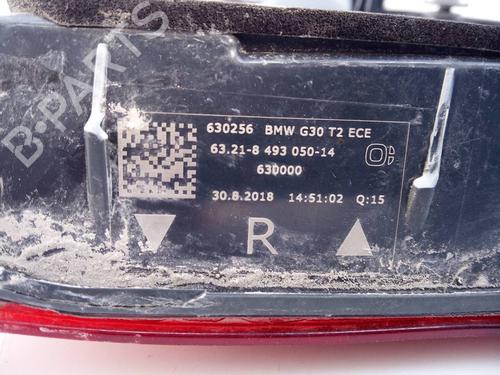 B-PARTS
630256 BMW G30 T2 ECE
63.21-8 493 050-14
630000
30.8.2018 14:51:02 Q:15
R